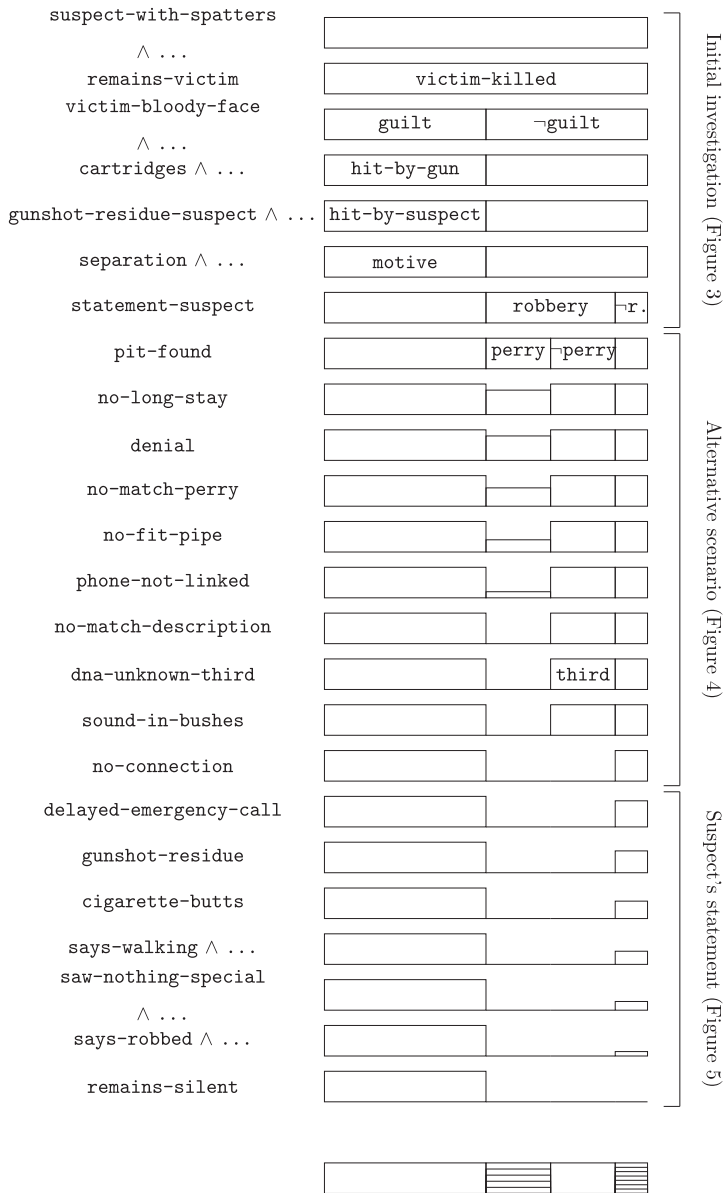 suspect-with-spatters
∧ ...
remains-victim
victim-killed
victim-bloody-face
∧ ...
guilt
¬guilt
cartridges ∧ ...
hit-by-gun
gunshot-residue-suspect ∧ ...
hit-by-suspect
separation ∧ ...
motive
statement-suspect
robbery
¬r.
Initial investigation (Figure 3)
pit-found
perry
¬perry
no-long-stay
denial
no-match-perry
no-fit-pipe
phone-not-linked
no-match-description
dna-unknown-third
third
sound-in-bushes
no-connection
Alternative scenario (Figure 4)
delayed-emergency-call
gunshot-residue
cigarette-butts
says-walking ∧ ...
saw-nothing-special
∧ ...
says-robbed ∧ ...
remains-silent
Suspect's statement (Figure 5)